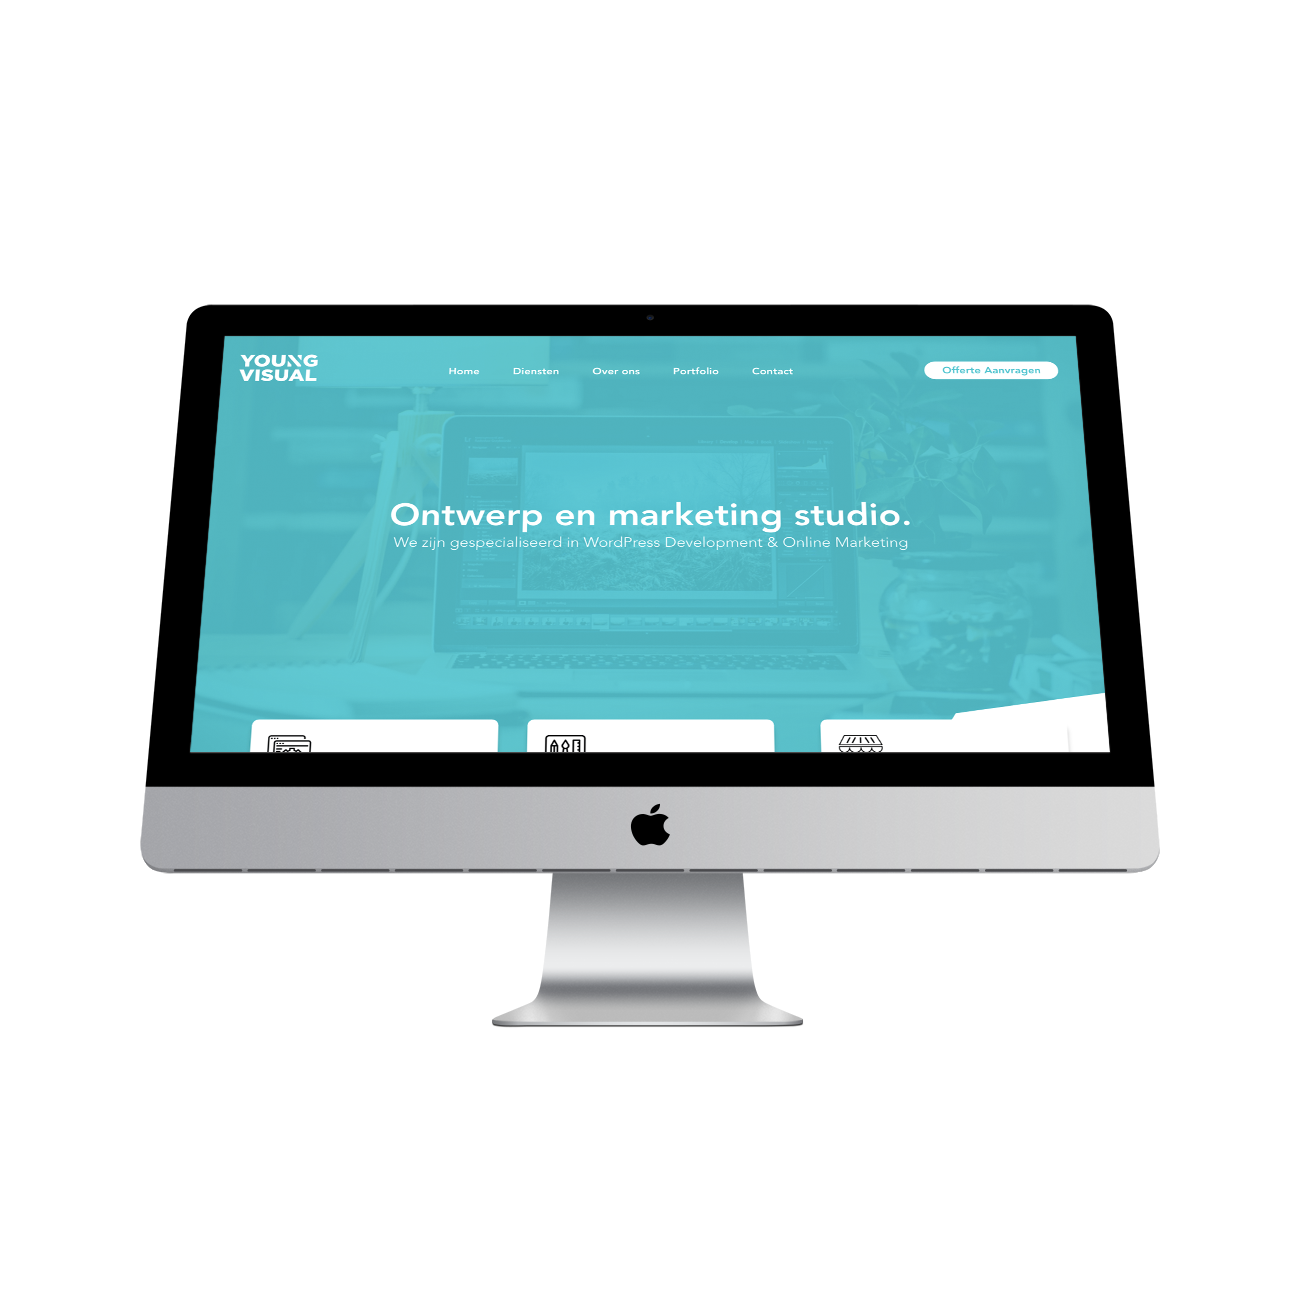 YOUNG
VISUAL
Home Diensten Over ons Portfolio Contact
Offerte Aanvragen
Ontwerp en marketing studio.
We zijn gespecialiseerd in WordPress Development & Online Marketing